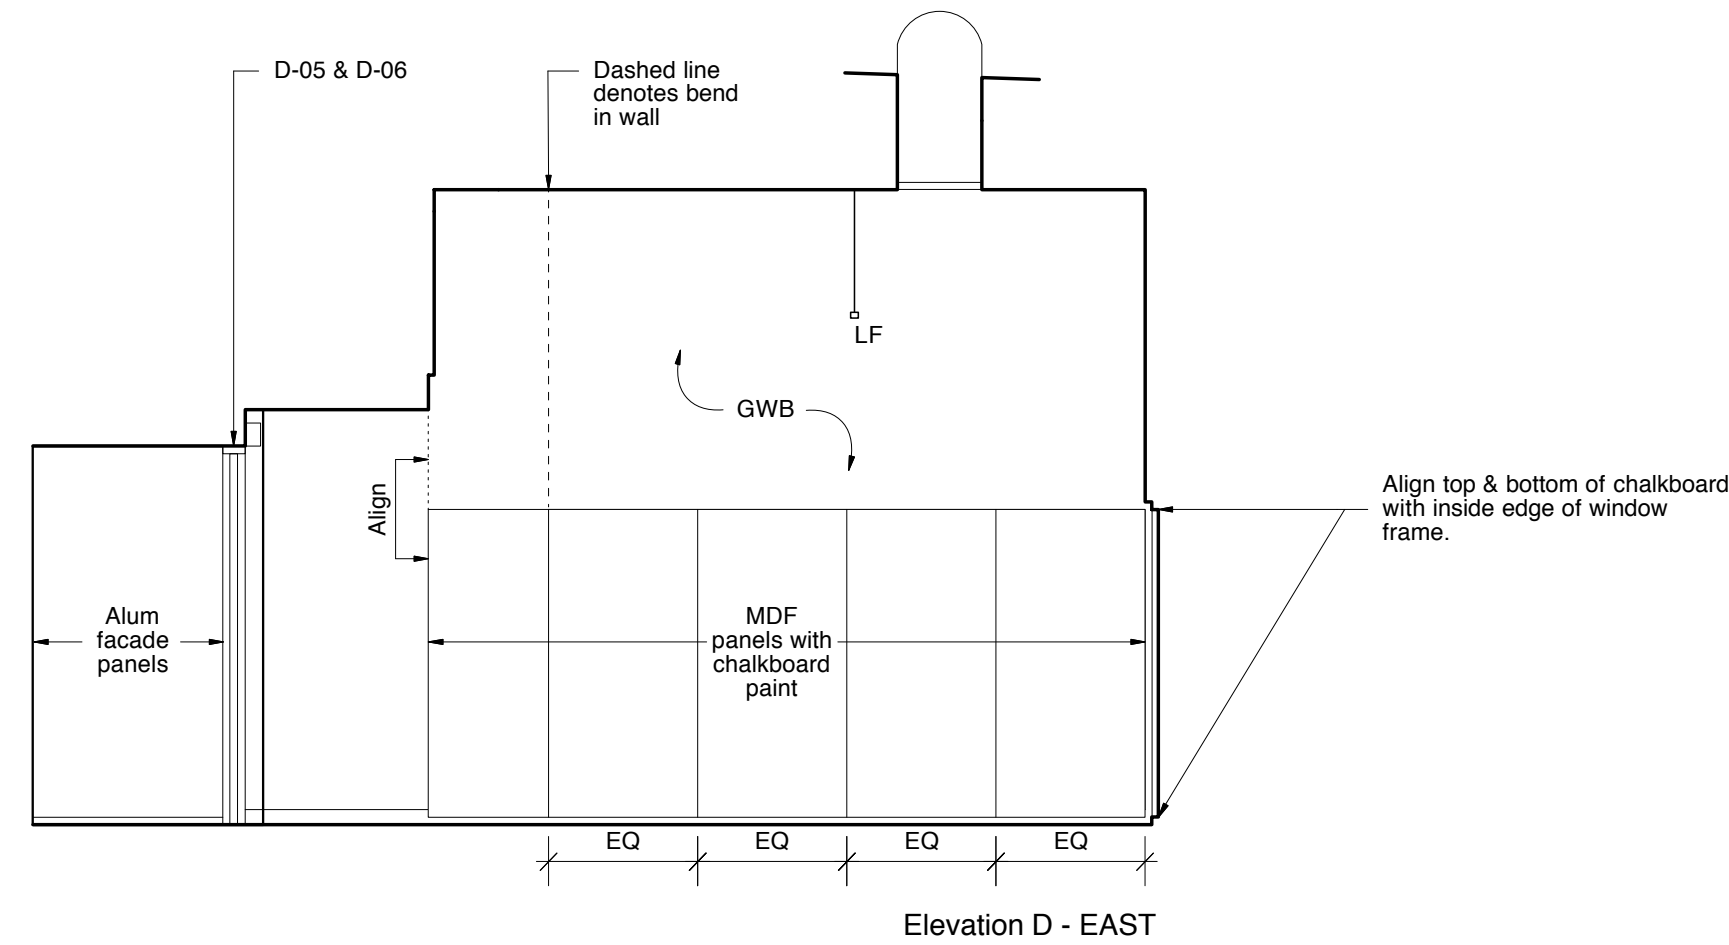 D-05 & D-06
Dashed line
denotes bend
in wall
LF
GWB
Align
Align top & bottom of chalkboard
with inside edge of window
frame.
Alum
facade
panels
MDF
panels with
chalkboard
paint
EQ
EQ
EQ
EQ
Elevation D - EAST